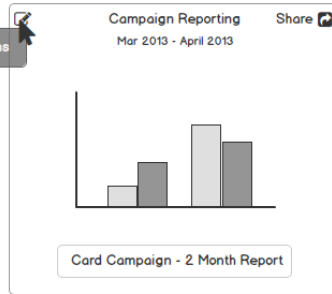 Campaign Reporting
Share
Mar 2013 - April 2013
Card Campaign - 2 Month Report